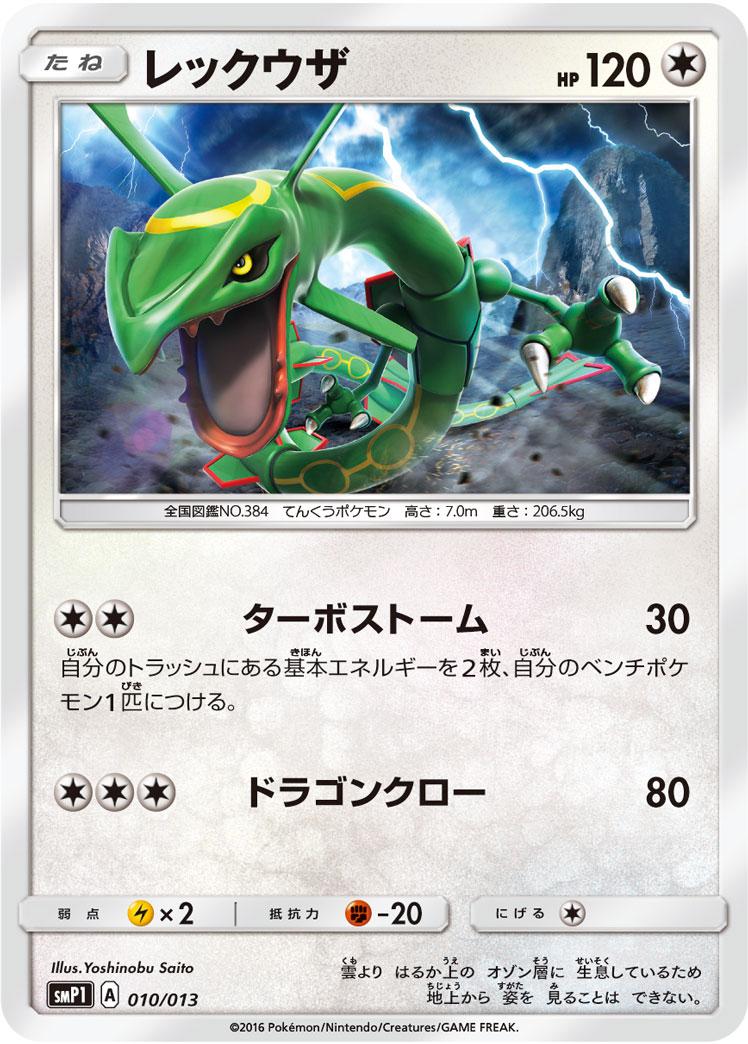 たね レックウザ HP 120
全国図鑑NO.384 てんくうポケモン 高さ：7.0m 重さ：206.5kg
ターボストーム 30
自分のトラッシュにある基本エネルギーを2枚、自分のベンチポケ
モン1匹につける。
ドラゴンクロー 80
弱点 ×2 抵抗力 -20 にげる
Illus.Yoshinobu Saito
雲より はるか上の オゾン層に 生息しているため
地上から 姿を 見ることは できない。
SMP1 A 010/013
©2016 Pokémon/Nintendo/Creatures/GAME FREAK.